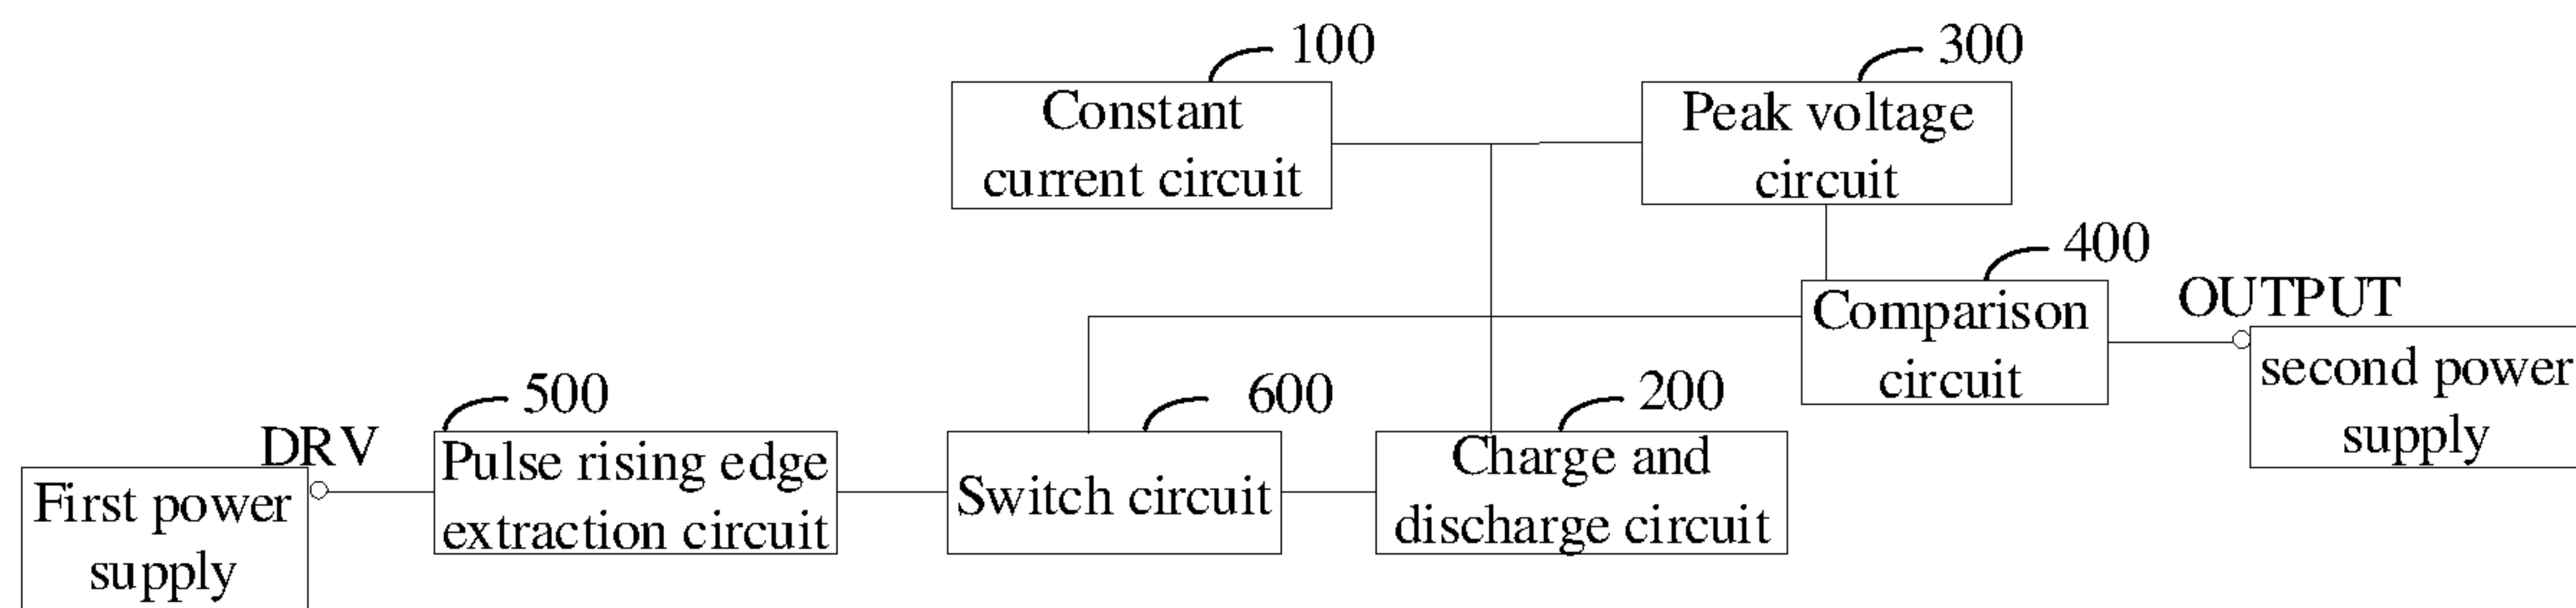 100
300
Constant
current circuit
Peak voltage
circuit
400
OUTPUT
Comparison
circuit
second power
supply
500
600
200
DRV
First power
supply
Pulse rising edge
extraction circuit
Switch circuit
Charge and
discharge circuit